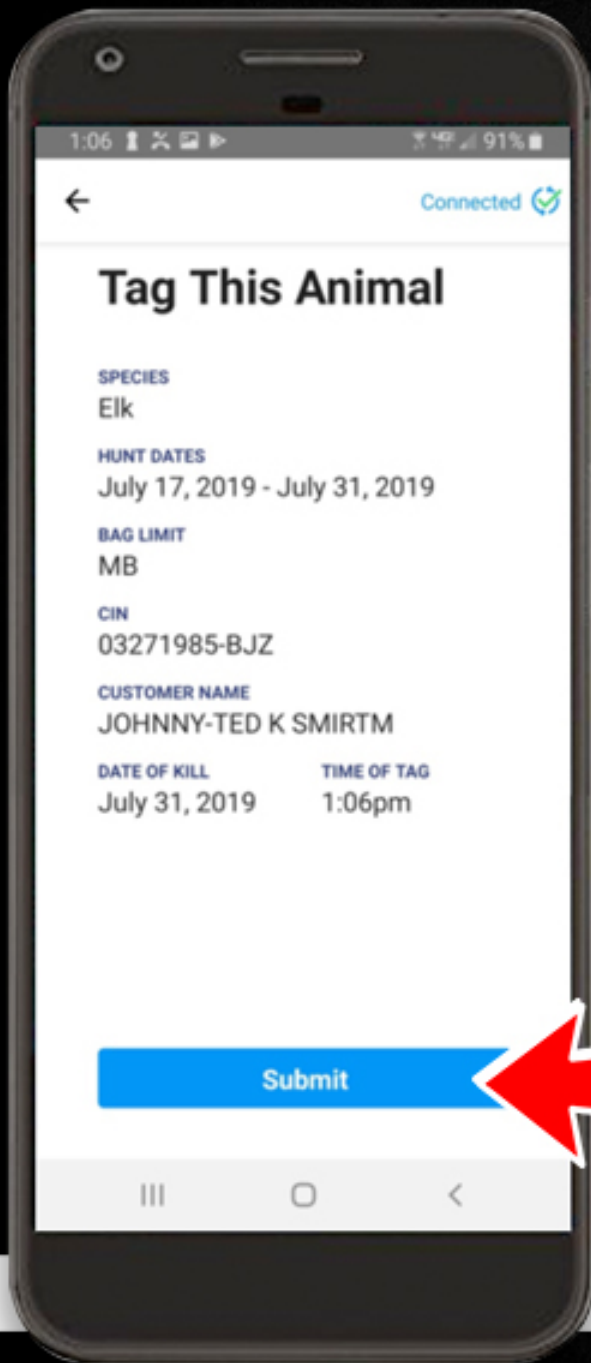 1:06 91%
Connected
Tag This Animal
SPECIES
Elk
HUNT DATES
July 17, 2019 - July 31, 2019
BAG LIMIT
MB
CIN
03271985-BJZ
CUSTOMER NAME
JOHNNY-TED K SMIRTM
DATE OF KILL TIME OF TAG
July 31, 2019 1:06pm
Submit